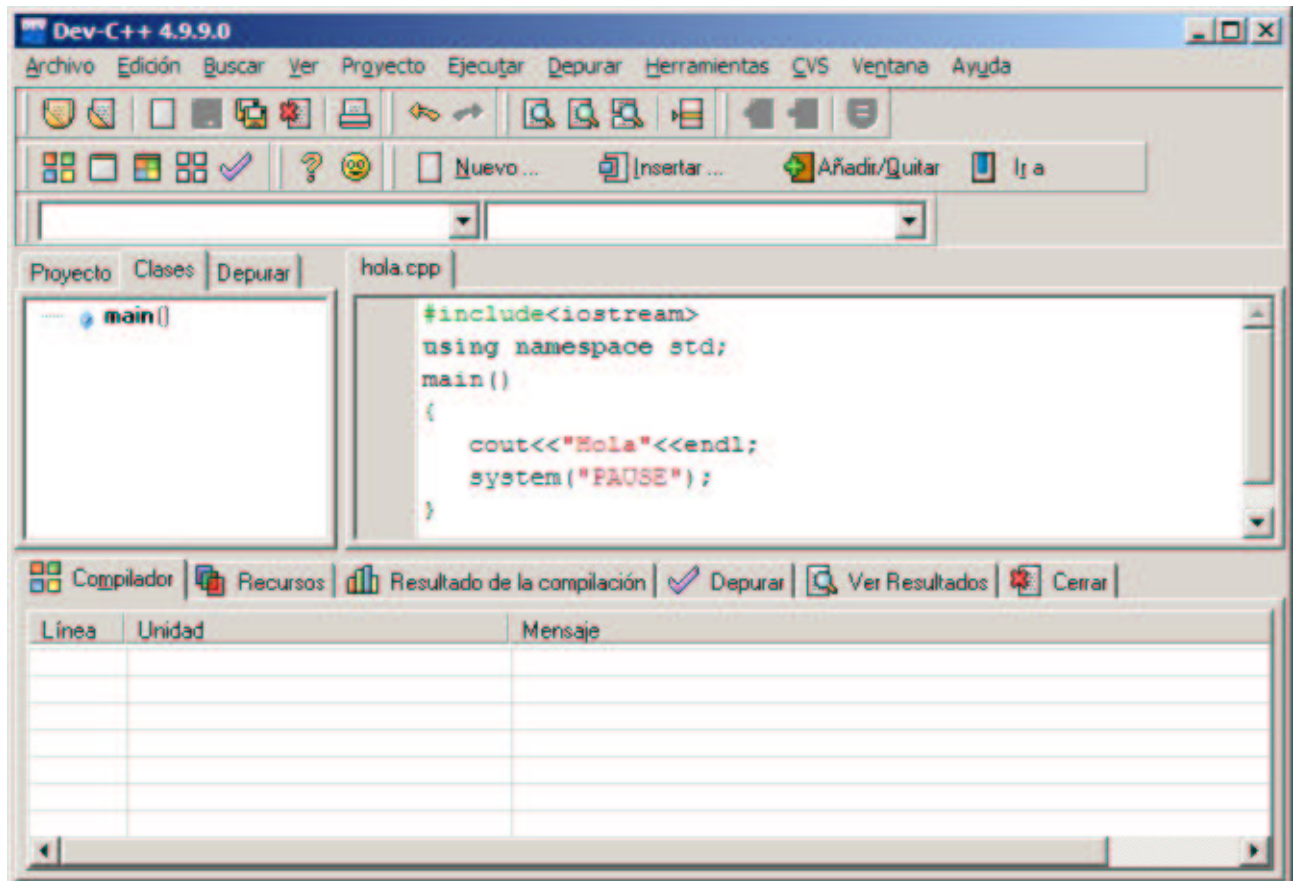 Dev-C++ 4.9.9.0
Archivo Edición Buscar Ver Proyecto Ejecutar Depurar Herramientas CVS Ventana Ayuda
Nuevo ... Insertar ... Añadir/Quitar Ir a
Proyecto Clases Depurar hola.cpp
main()
#include<iostream>
using namespace std;
main()
{
cout<<"Hola"<<endl;
system("PAUSE");
}
Compilador Recursos Resultado de la compilación Depurar Ver Resultados Cerrar
Línea Unidad Mensaje